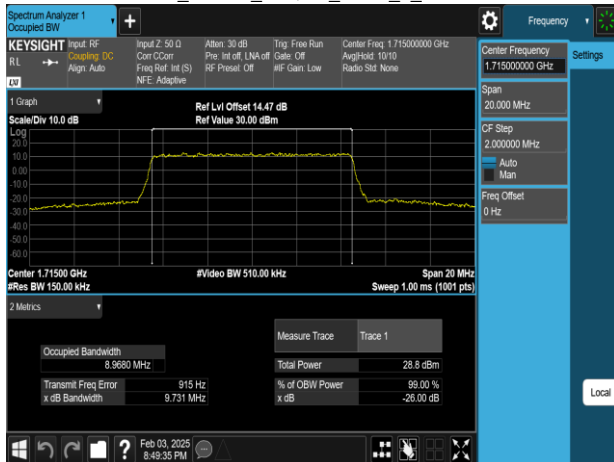 Spectrum Analyzer 1
Occupied BW
+
Frequency
KEYSIGHT
RL
LXI
Input: RF
Coupling: DC
Align: Auto
Input Z: 50 Ω
Corr CCorr
Freq Ref: Int (S)
NFE: Adaptive
Atten: 30 dB
Pre: Int off, LNA off
RF Presel: Off
Trig: Free Run
Gate: Off
#IF Gain: Low
Center Freq: 1.715000000 GHz
Avg|Hold: 10/10
Radio Std: None
Center Frequency
1.715000000 GHz
Settings
Span
20.000 MHz
CF Step
2.000000 MHz
Auto
Man
Freq Offset
0 Hz
1 Graph
Scale/Div 10.0 dB
Ref Lvl Offset 14.47 dB
Ref Value 30.00 dBm
Log
20.0
10.0
0.00
-10.0
-20.0
-30.0
-40.0
-50.0
-60.0
Center 1.71500 GHz
#Res BW 150.00 kHz
#Video BW 510.00 kHz
Span 20 MHz
Sweep 1.00 ms (1001 pts)
2 Metrics
Measure Trace Trace 1
Occupied Bandwidth
8.9680 MHz
Total Power 28.8 dBm
Transmit Freq Error 915 Hz
% of OBW Power 99.00 %
x dB Bandwidth 9.731 MHz
x dB -26.00 dB
Local
?
Feb 03, 2025
8:49:35 PM